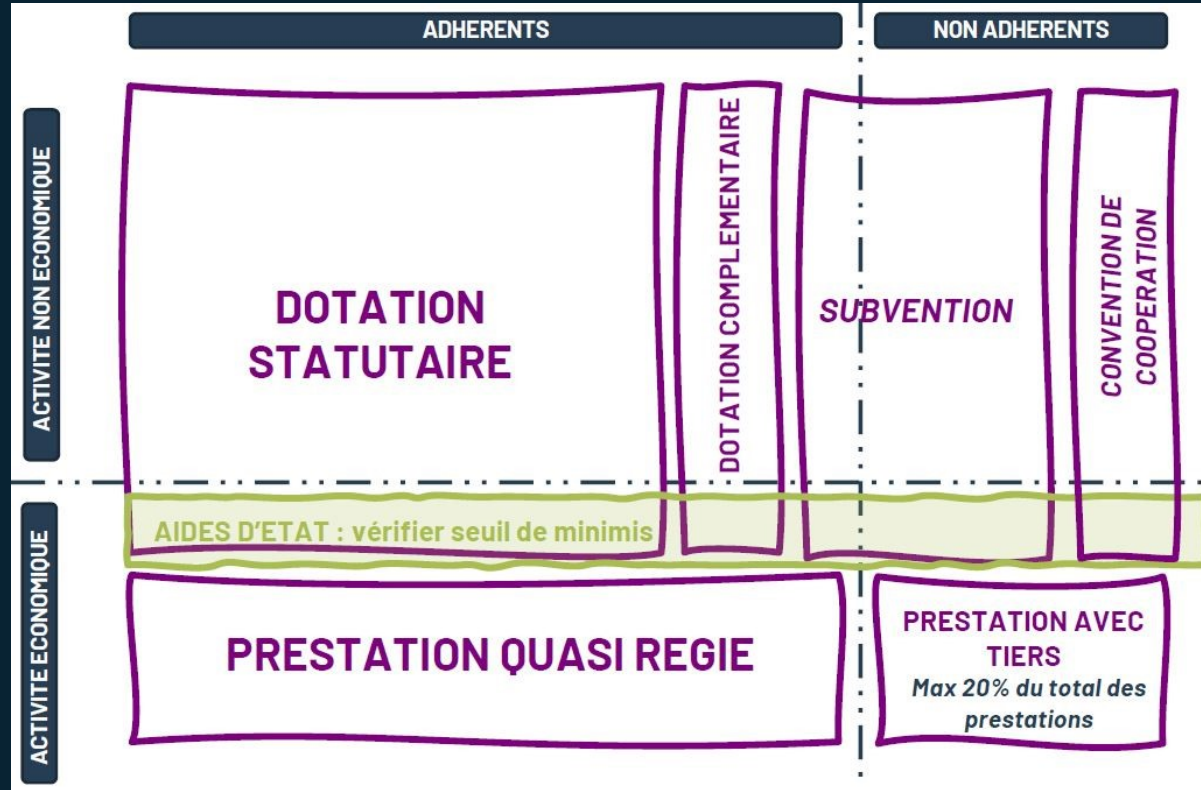 ADHERENTS
NON ADHERENTS
ACTIVITE NON ECONOMIQUE
DOTATION
STATUTAIRE
DOTATION COMPLEMENTAIRE
SUBVENTION
CONVENTION DE
COOPERATION
AIDES D'ETAT : vérifier seuil de minimis
ACTIVITE ECONOMIQUE
PRESTATION QUASI REGIE
PRESTATION AVEC
TIERS
Max 20% du total des
prestations